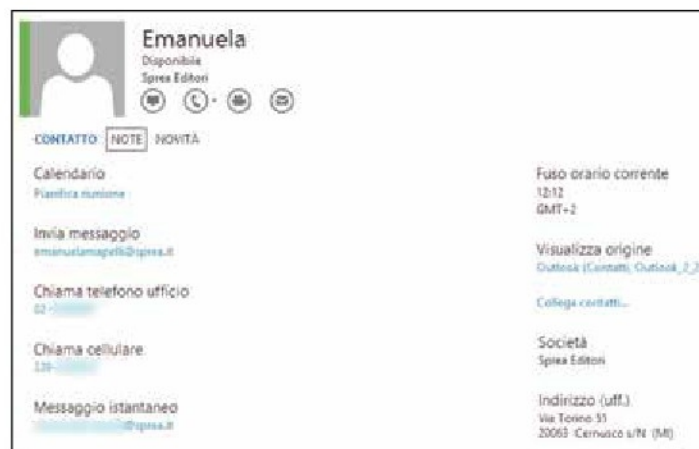 Emanuela
Disponibile
Sprea Editori
CONTATTO NOTE NOVITÀ
Calendario
Pianifica riunione
Invia messaggio
emanuelamapelli@sprea.it
Chiama telefono ufficio
02-
Chiama cellulare
Messaggio istantaneo
@sprea.it
Fuso orario corrente
12:12
GMT+2
Visualizza origine
Outlook (Contatti, Outlook_2_2
Collega contatti...
Società
Sprea Editori
Indirizzo (uff.)
Via Torino 51
20063 Cernusco s/N (MI)